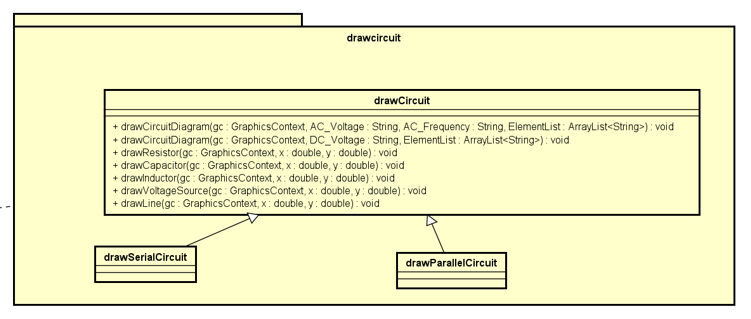 drawcircuit
drawCircuit
+ drawCircuitDiagram(gc : GraphicsContext, AC_Voltage : String, AC_Frequency : String, ElementList : ArrayList<String>) : void
+ drawCircuitDiagram(gc : GraphicsContext, DC_Voltage : String, ElementList : ArrayList<String>) : void
+ drawResistor(gc : GraphicsContext, x : double, y : double) : void
+ drawCapacitor(gc : GraphicsContext, x : double, y : double) : void
+ drawInductor(gc : GraphicsContext, x : double, y : double) : void
+ drawVoltageSource(gc : GraphicsContext, x : double, y : double) : void
+ drawLine(gc : GraphicsContext, x : double, y : double) : void
drawSerialCircuit
drawParallelCircuit